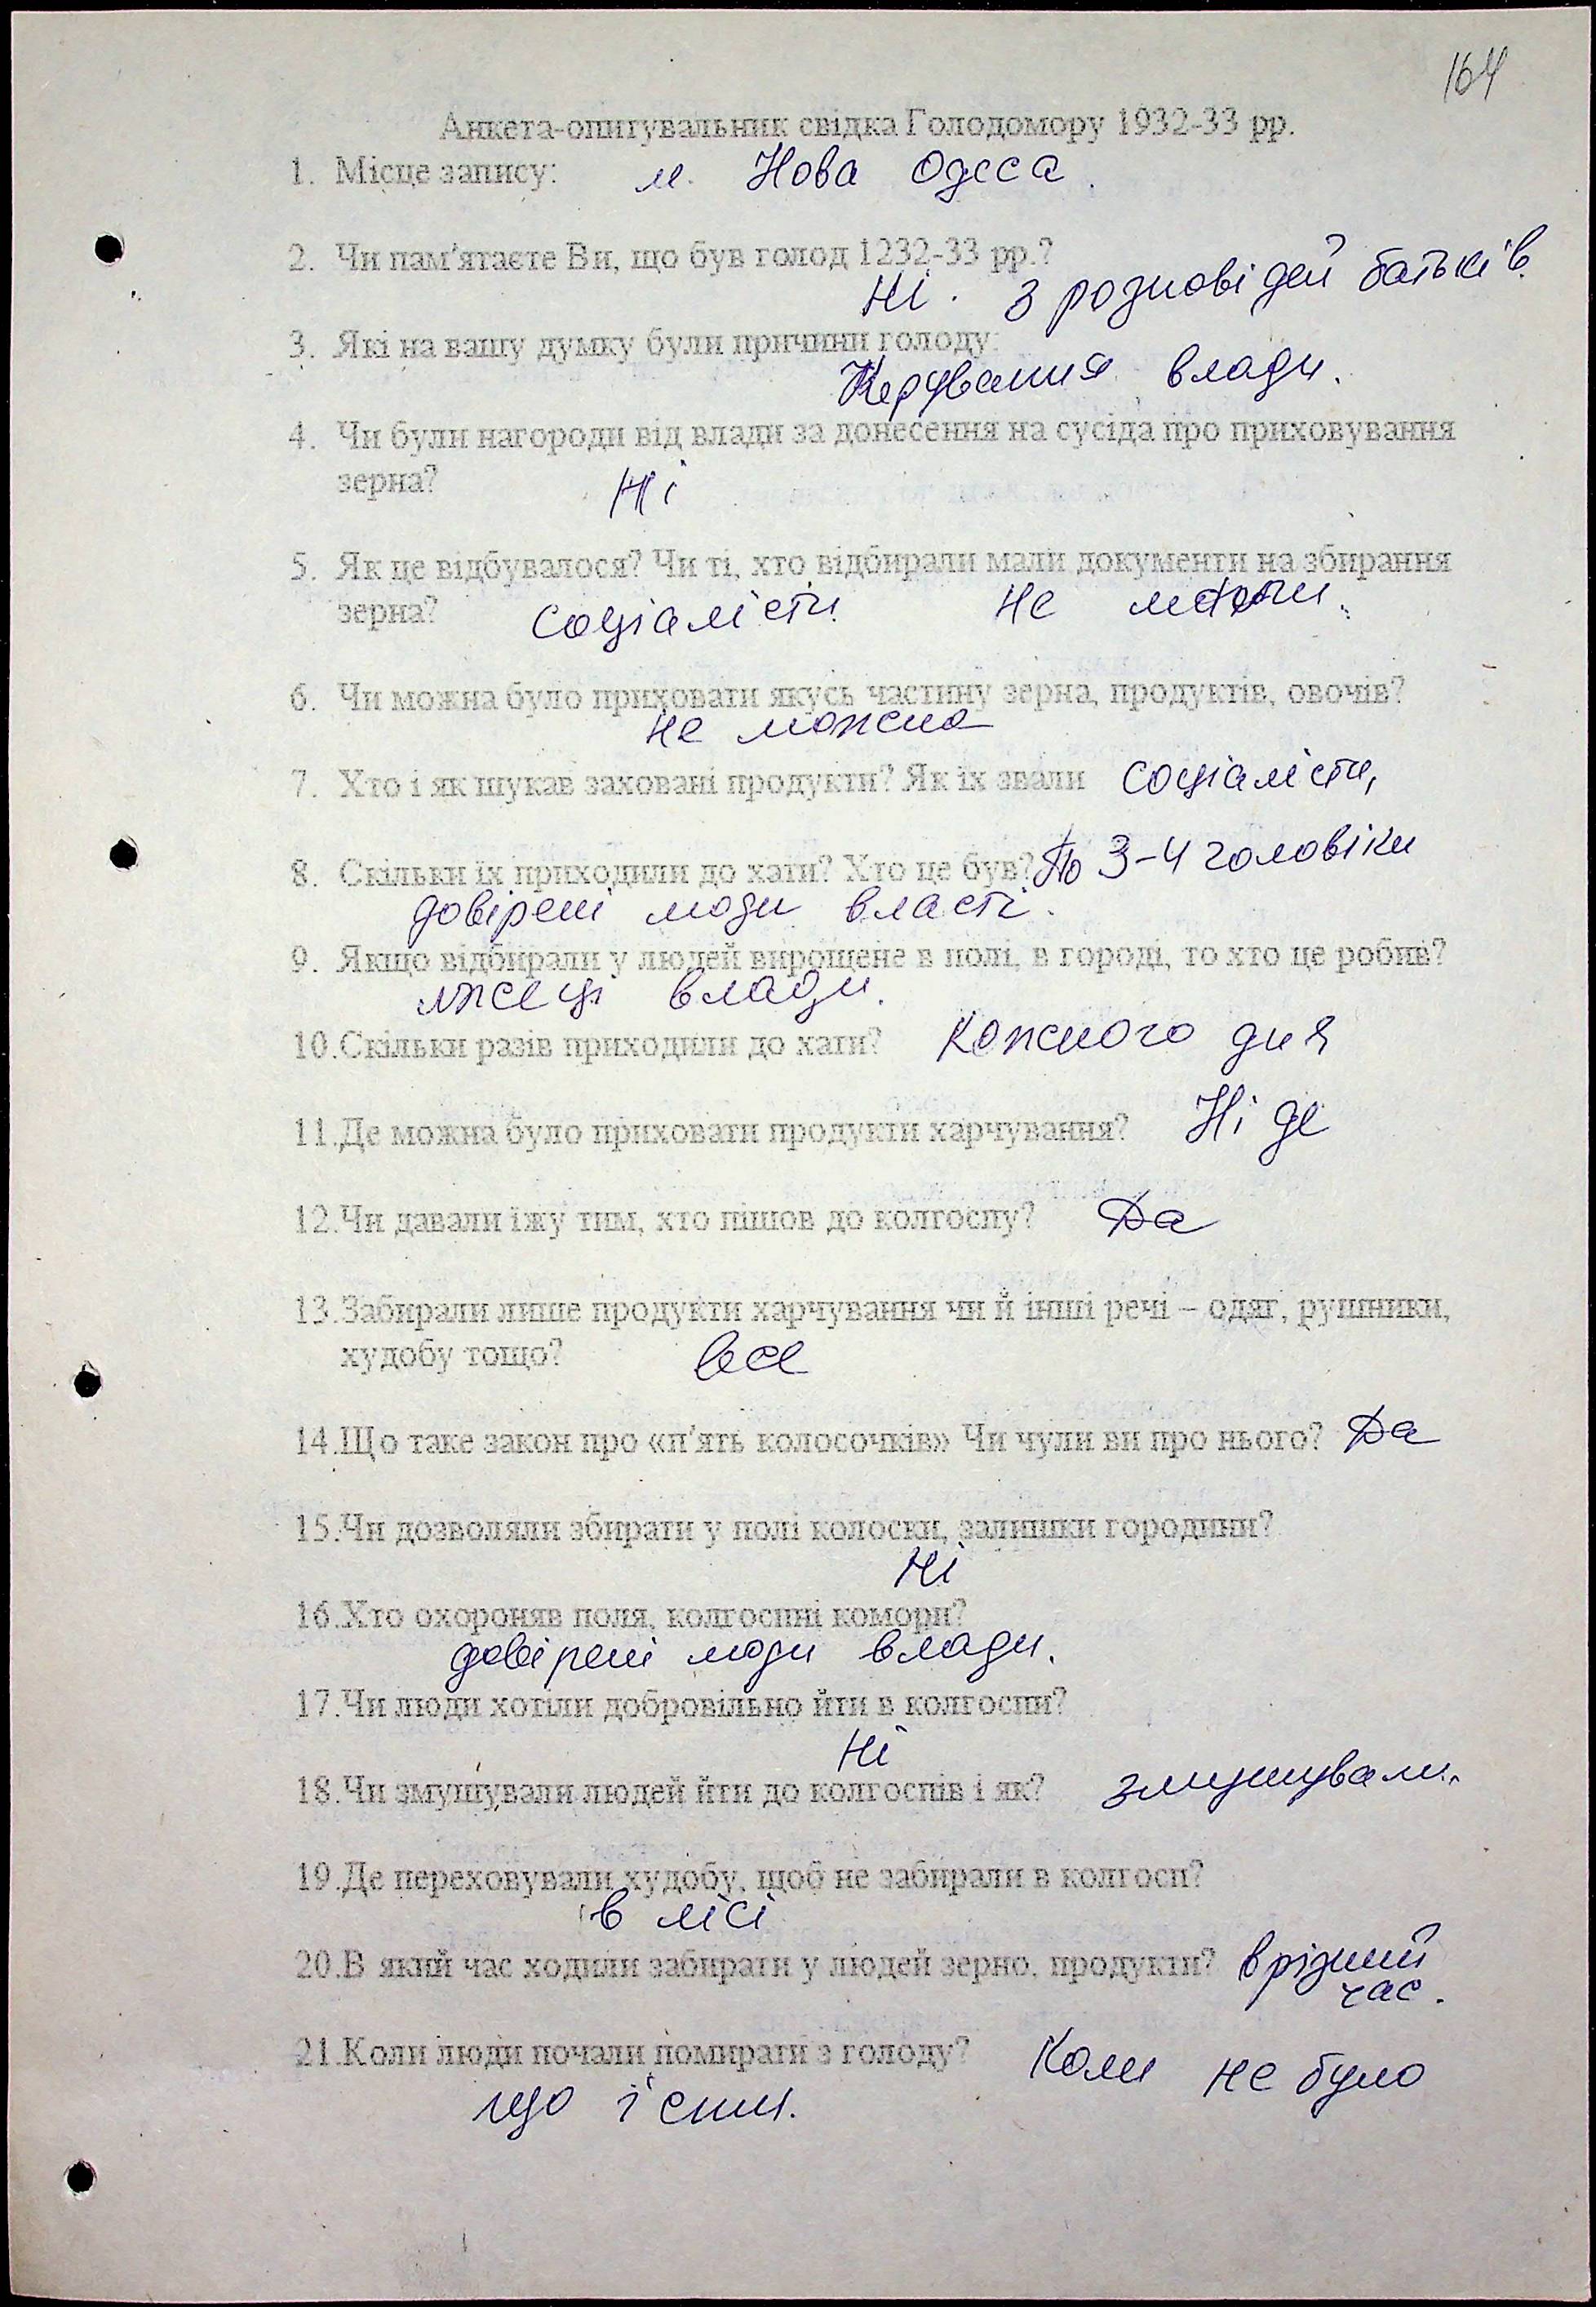 164
Анкета-опитувальник свідка Голодомору 1932-33 рр.
1. Місце запису: м. Нова Одеса.
2. Чи пам'ятаєте Ви, що був голод 1232-33 рр.?
Ні. З розповідей батьків.
3. Які на вашу думку були причини голоду:
Керування влади.
4. Чи були нагороди від влади за донесення на сусіда про приховування
зерна? Ні
5. Як це відбувалося? Чи ті, хто відбирали мали документи на збирання
зерна? Соціалісти не мали.
6. Чи можна було приховати якусь частину зерна, продуктів, овочів?
не можна
7. Хто і як шукав заховані продукти? Як їх звали соціалісти,
8. Скільки їх приходили до хати? Хто це був? По 3-4 чоловіки
довірені люди власті.
9. Якщо відбирали у людей вирощене в полі, в городі, то хто це робив?
влади.
10. Скільки разів приходили до хати? Кожного дня
11. Де можна було приховати продукти харчування? Ні де
12. Чи давали їжу тим, хто пішов до колгоспу? Да
13. Забирали лише продукти харчування чи й інші речі – одяг, рушники,
худобу тощо? все
14. Що таке закон про «п'ять колосочків» Чи чули ви про нього? Да
15. Чи дозволяли збирати у полі колоски, залишки городини?
Ні
16. Хто охороняв поля, колгоспні комори?
довірені люди влади.
17. Чи люди хотіли добровільно йти в колгоспи?
Ні
18. Чи змушували людей йти до колгоспів і як? змушували.
19. Де переховували худобу, щоб не забирали в колгосп?
в лісі
20. В який час ходили забирати у людей зерно, продукти? в різний
час.
21. Коли люди почали помирати з голоду? Коли не було
що їсти.